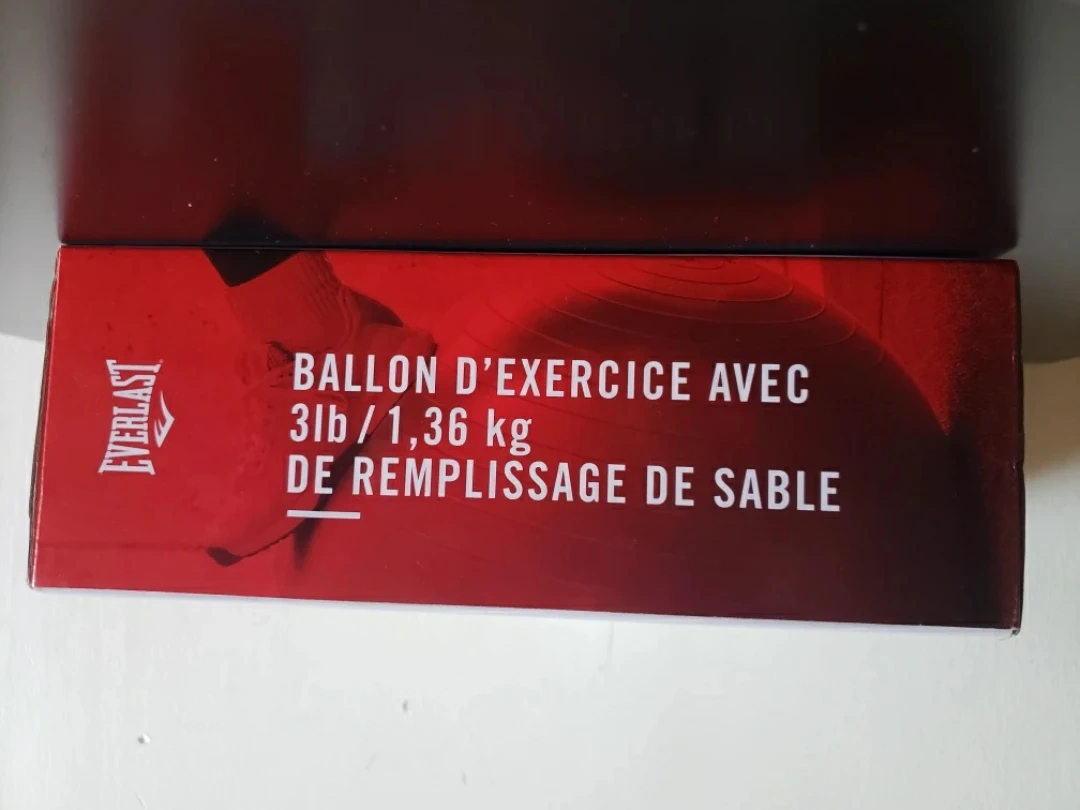 EVERLAST
BALLON D'EXERCICE AVEC
3lb / 1,36 kg
DE REMPLISSAGE DE SABLE